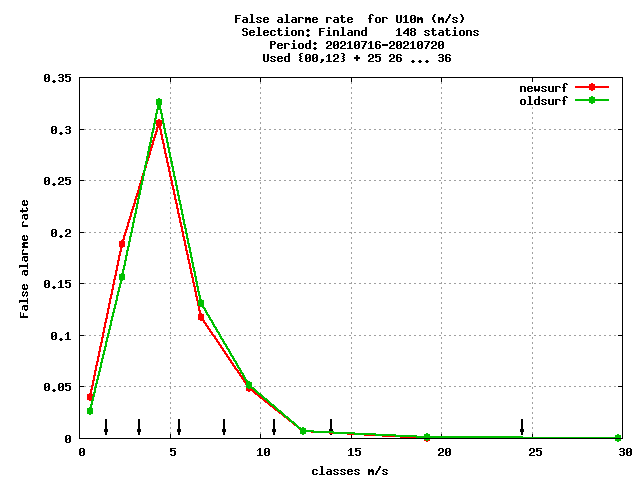 False alarme rate  for U10m (m/s)
Selection: Finland    148 stations
Period: 20210716-20210720
Used {00,12} + 25 26 ... 36
newsurf
oldsurf
0.35
0.3
0.25
0.2
0.15
0.1
0.05
0
False alarme rate
0 5 10 15 20 25 30
classes m/s